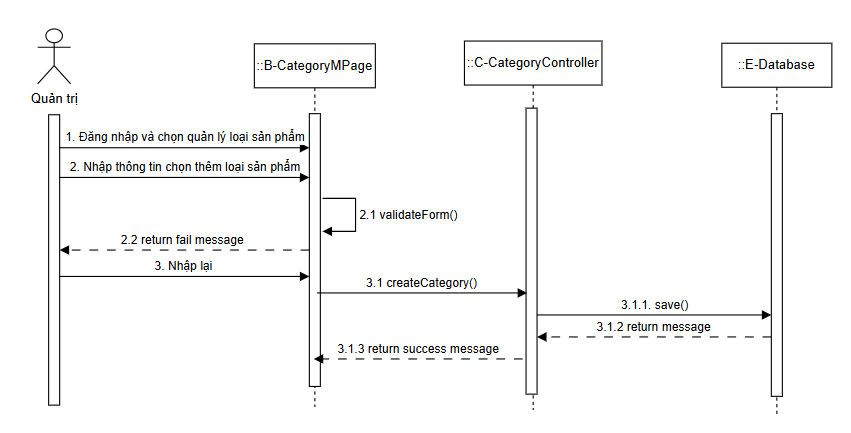 ::B-CategoryMPage
::C-CategoryController
::E-Database
Quản trị
1. Đăng nhập và chọn quản lý loại sản phẩm
2. Nhập thông tin chọn thêm loại sản phẩm
2.1 validateForm()
2.2 return fail message
3. Nhập lại
3.1 createCategory()
3.1.1. save()
3.1.2 return message
3.1.3 return success message